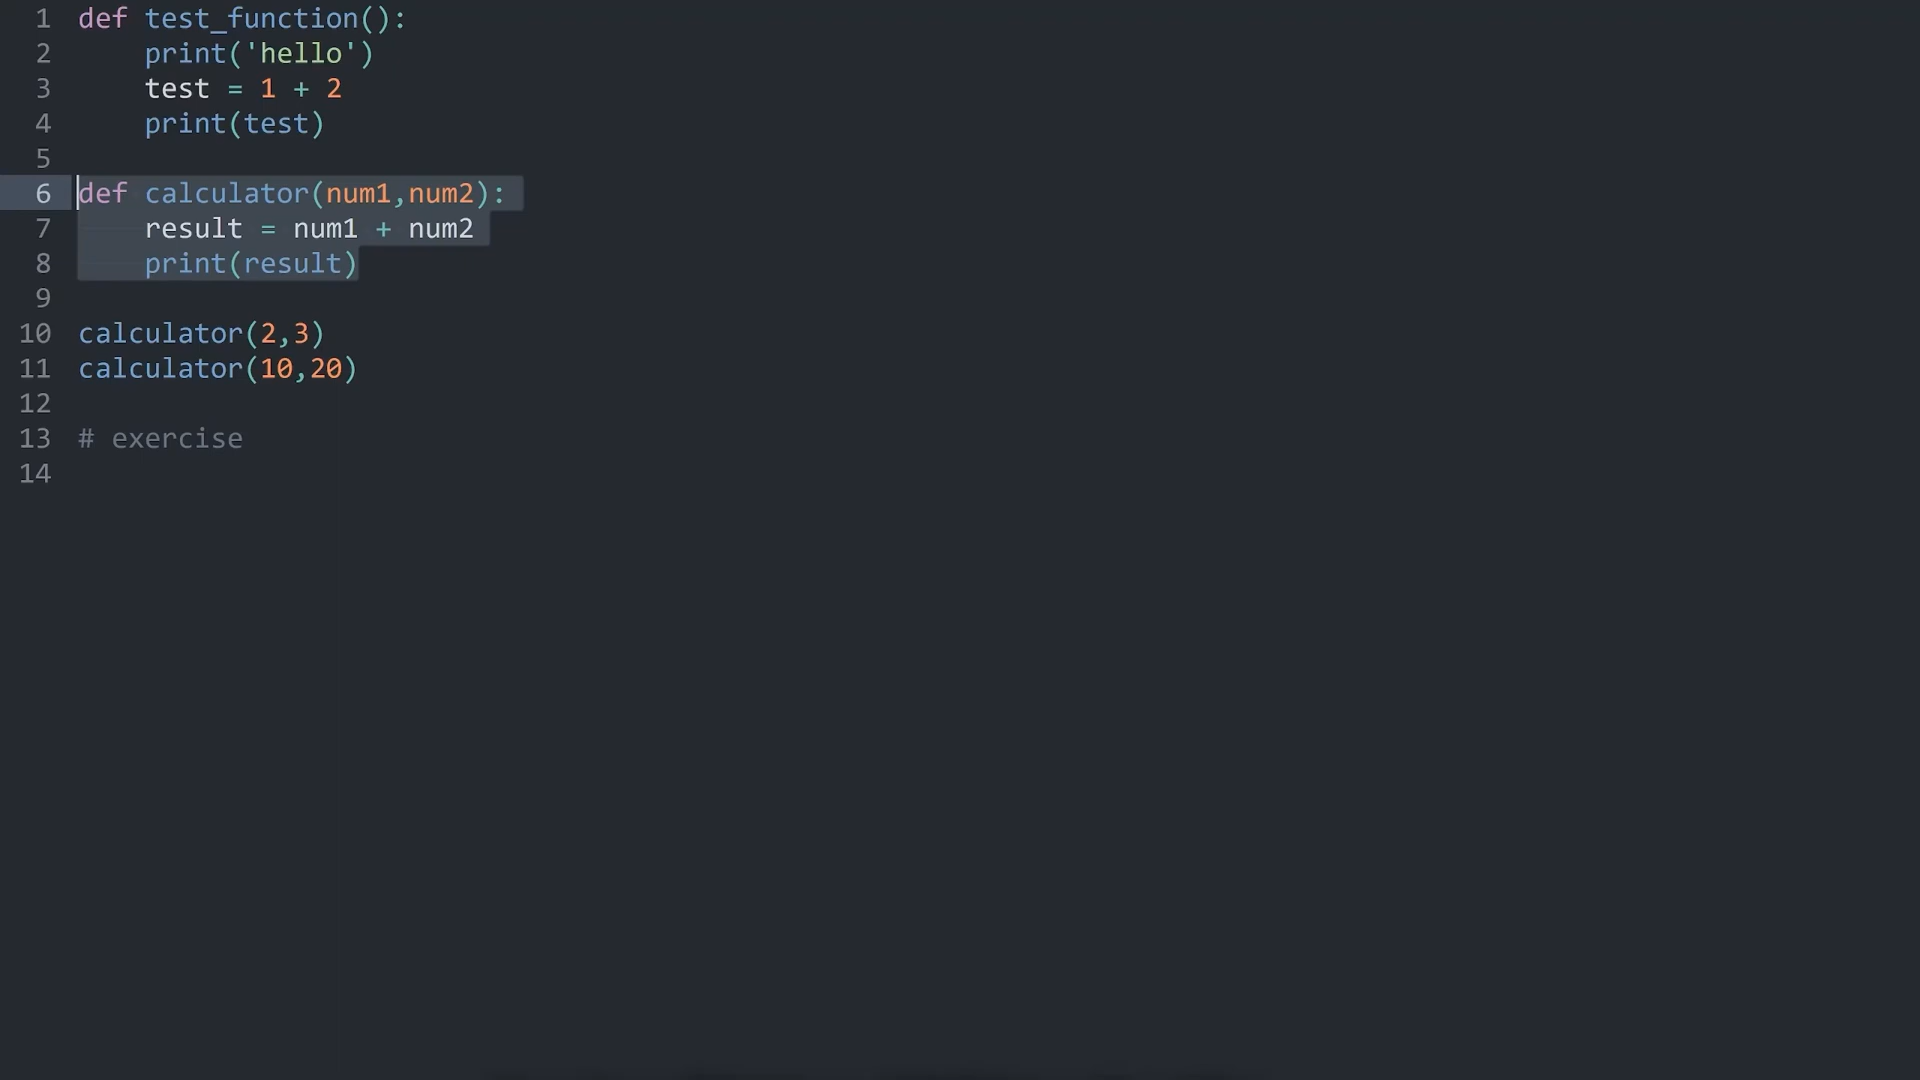 1 def test_function():
2     print('hello')
3     test = 1 + 2
4     print(test)
5
6 def calculator(num1,num2):
7     result = num1 + num2
8     print(result)
9
10 calculator(2,3)
11 calculator(10,20)
12
13 # exercise
14